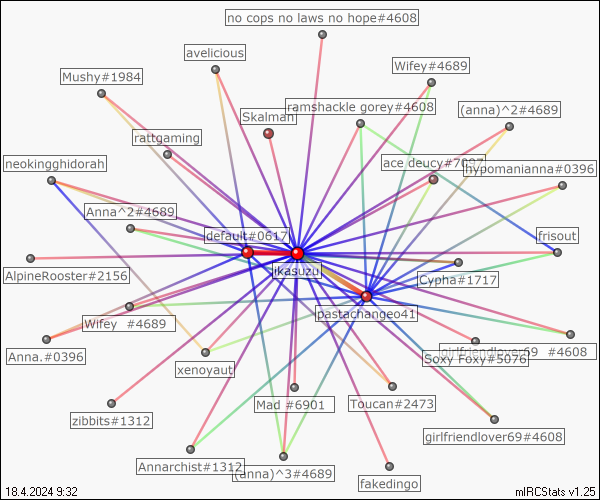 no cops no laws no hope#4608
avelicious
Wifey#4689
Mushy#1984
ramshackle gorey#4608
(anna)^2#4689
Skalman
rattgaming
neokingghidorah
ace deucy#7097
hypomanianna#0396
Anna^2#4689
default#0617
frisout
ikasuzu
AlpineRooster#2156
Cypha#1717
pastachangeo41
Wifey #4689
Anna.#0396
girlfriendlover69 #4608
Soxy Foxy#5076
xenoyaut
Mad #6901
Toucan#2473
zibbits#1312
girlfriendlover69#4608
Annarchist#1312
(anna)^3#4689
fakedingo
18.4.2024 9:32
mIRCStats v1.25